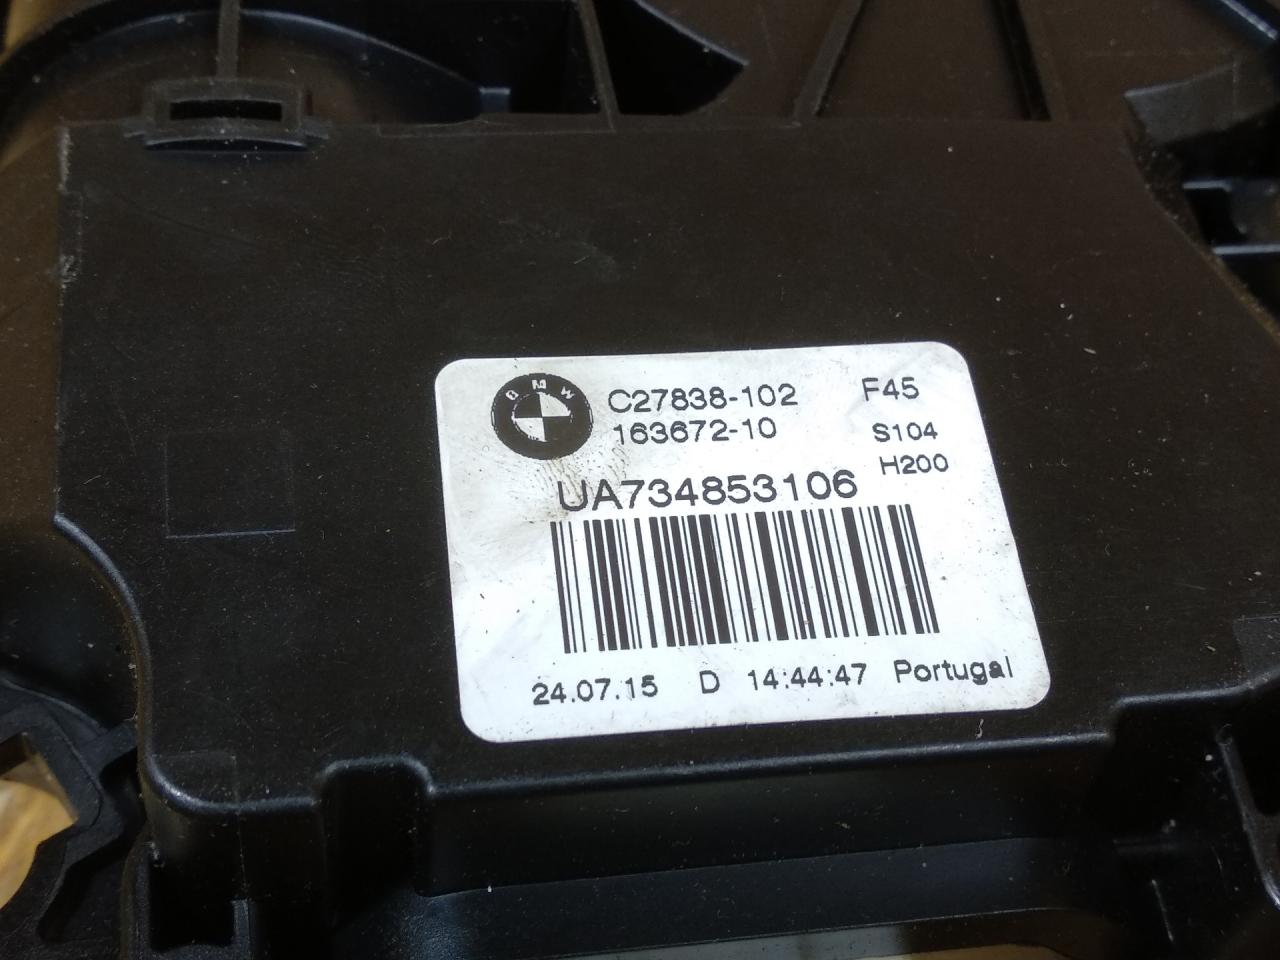 BMW
C27838-102 F45
163672-10 S104
H200
UA734853106
24.07.15 D 14:44:47 Portugal